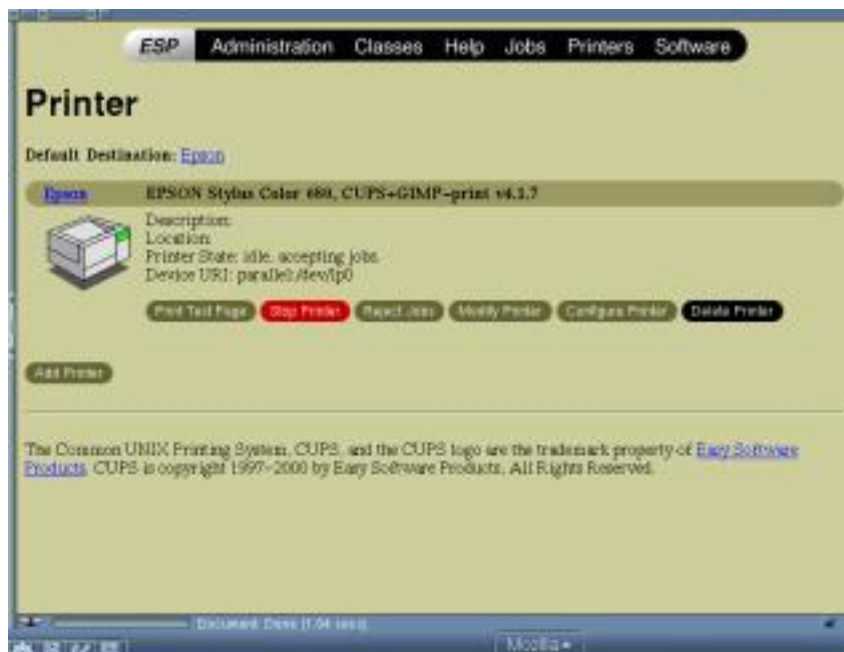 ESP Administration Classes Help Jobs Printers Software
Printer
Default Destination: Epson
Epson EPSON Stylus Color 680, CUPS+GIMP-print v4.1.7
Description:
Location:
Printer State: idle, accepting jobs.
Device URI: parallel:/dev/lp0
Print Test Page Stop Printer Reject Jobs Modify Printer Configure Printer Delete Printer
Add Printer
The Common UNIX Printing System, CUPS, and the CUPS logo are the trademark property of Easy Software
Products. CUPS is copyright 1997-2000 by Easy Software Products. All Rights Reserved.
Document: Done (1.04 secs)
Mozilla